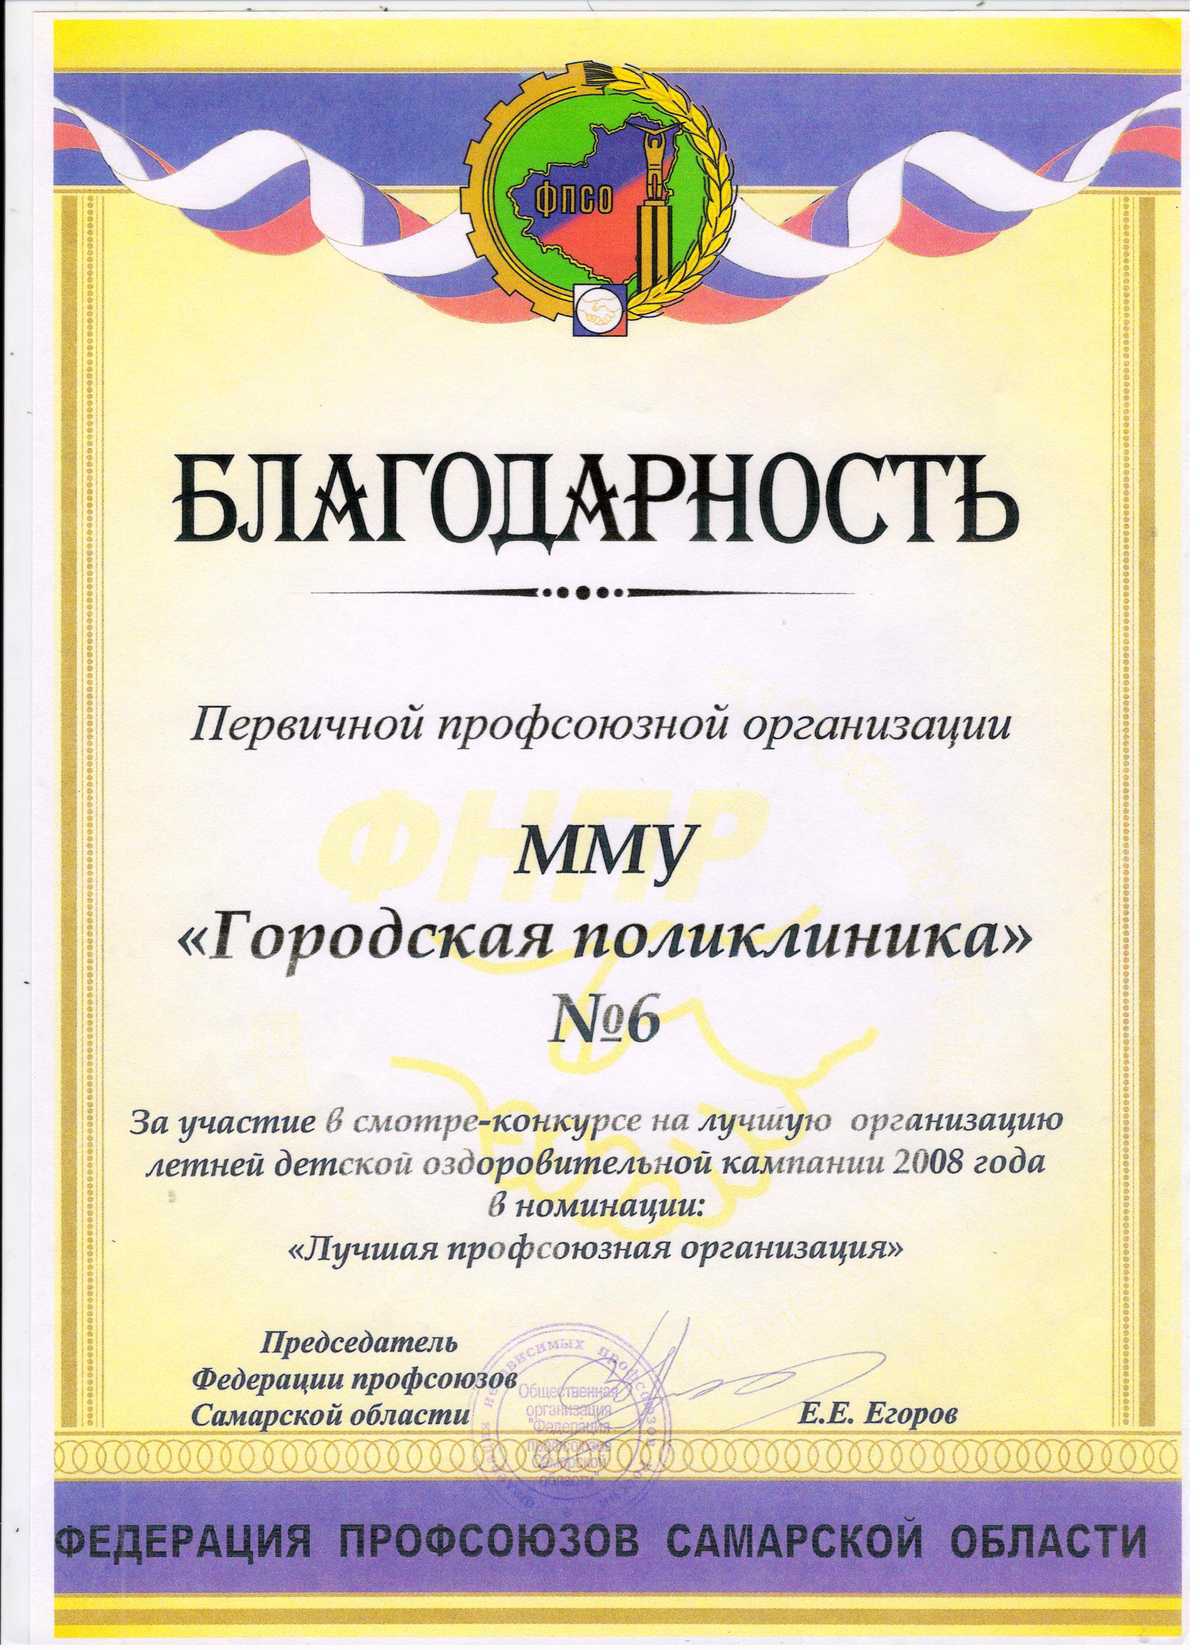 ФПСО
БЛАГОДАРНОСТЬ
Первичной профсоюзной организации
ФНПР
ММУ
«Городская поликлиника»
№6
За участие в смотре-конкурсе на лучшую организацию
летней детской оздоровительной кампании 2008 года
в номинации:
«Лучшая профсоюзная организация»
Председатель
Федерации профсоюзов
Самарской области
Е.Е. Егоров
независимых профсоюзов
Общественная
организация
"Федерация
профсоюзов
Самарской
области"
ФЕДЕРАЦИЯ ПРОФСОЮЗОВ САМАРСКОЙ ОБЛАСТИ